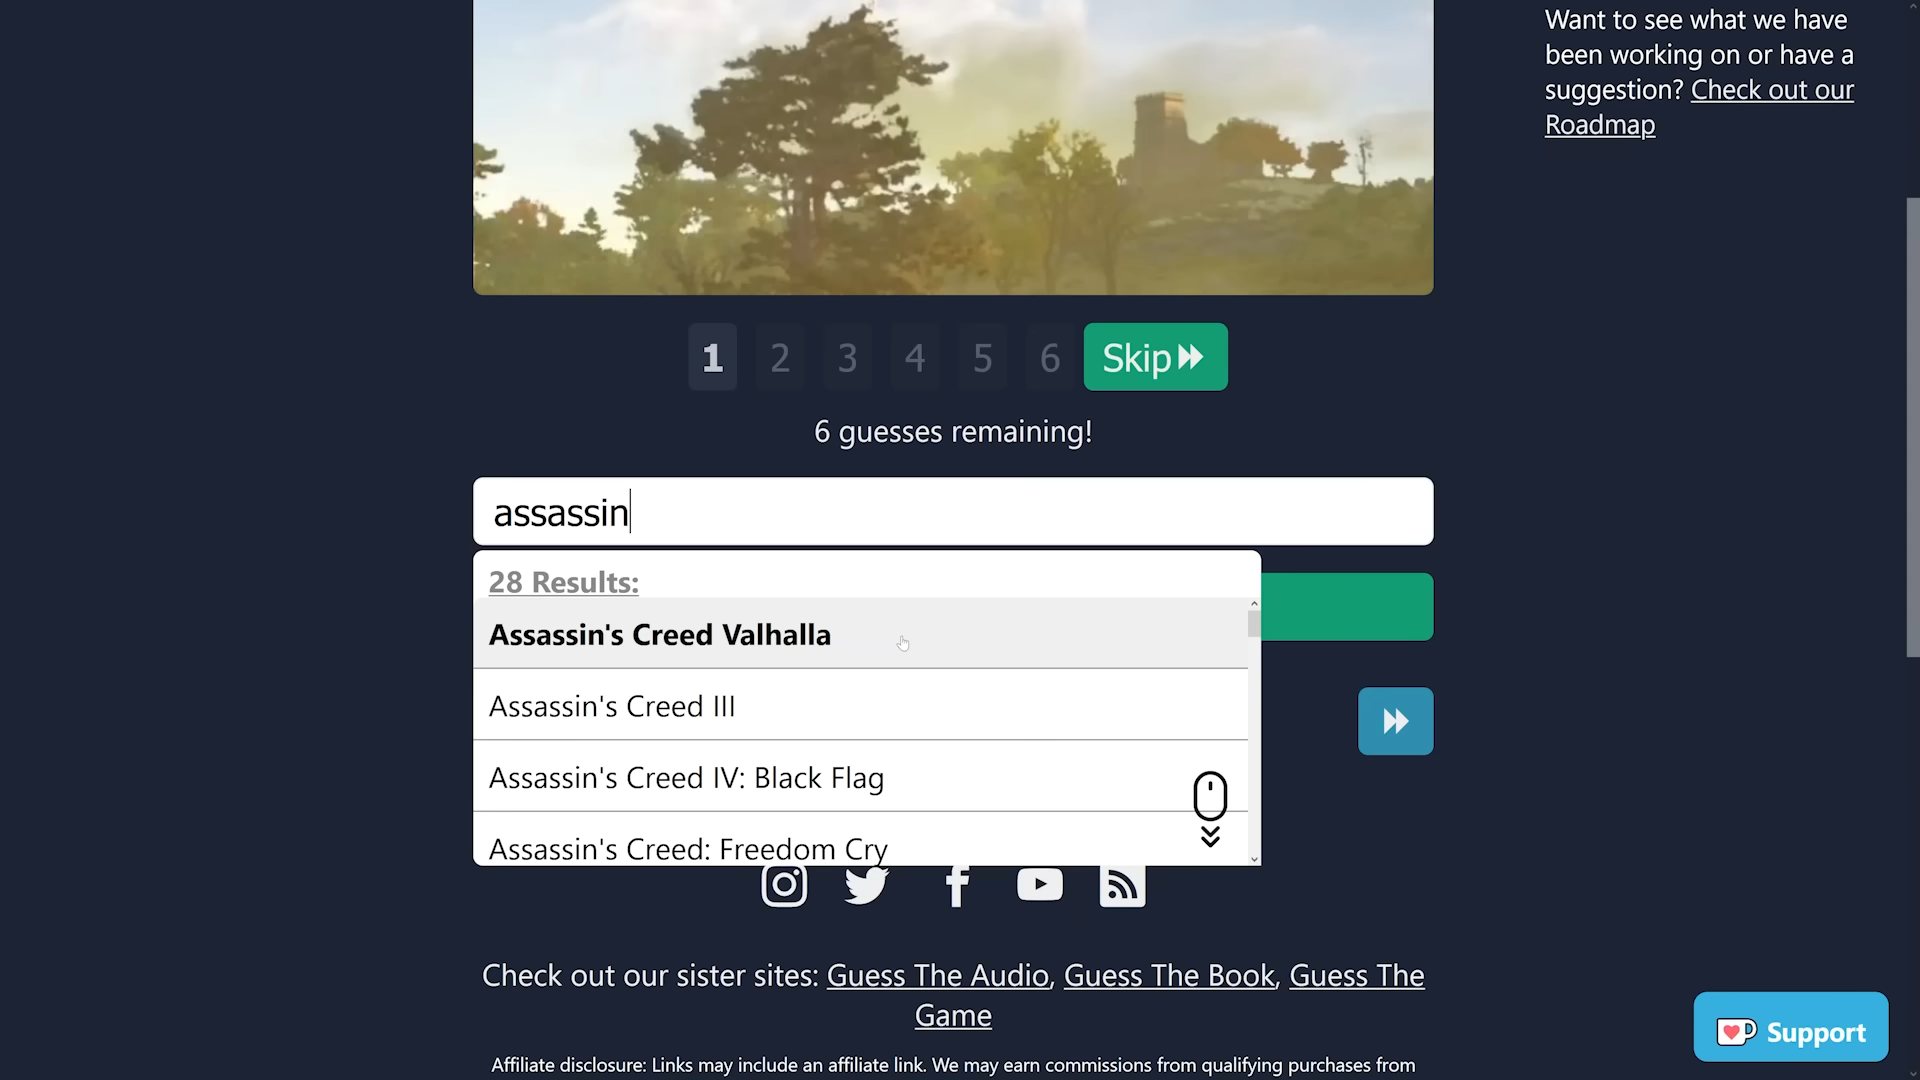 Want to see what we have
been working on or have a
suggestion? Check out our
Roadmap
1 2 3 4 5 6 Skip
6 guesses remaining!
assassin
28 Results:
Assassin's Creed Valhalla
Assassin's Creed III
Assassin's Creed IV: Black Flag
Assassin's Creed: Freedom Cry
Check out our sister sites: Guess The Audio, Guess The Book, Guess The
Game
Support
Affiliate disclosure: Links may include an affiliate link. We may earn commissions from qualifying purchases from